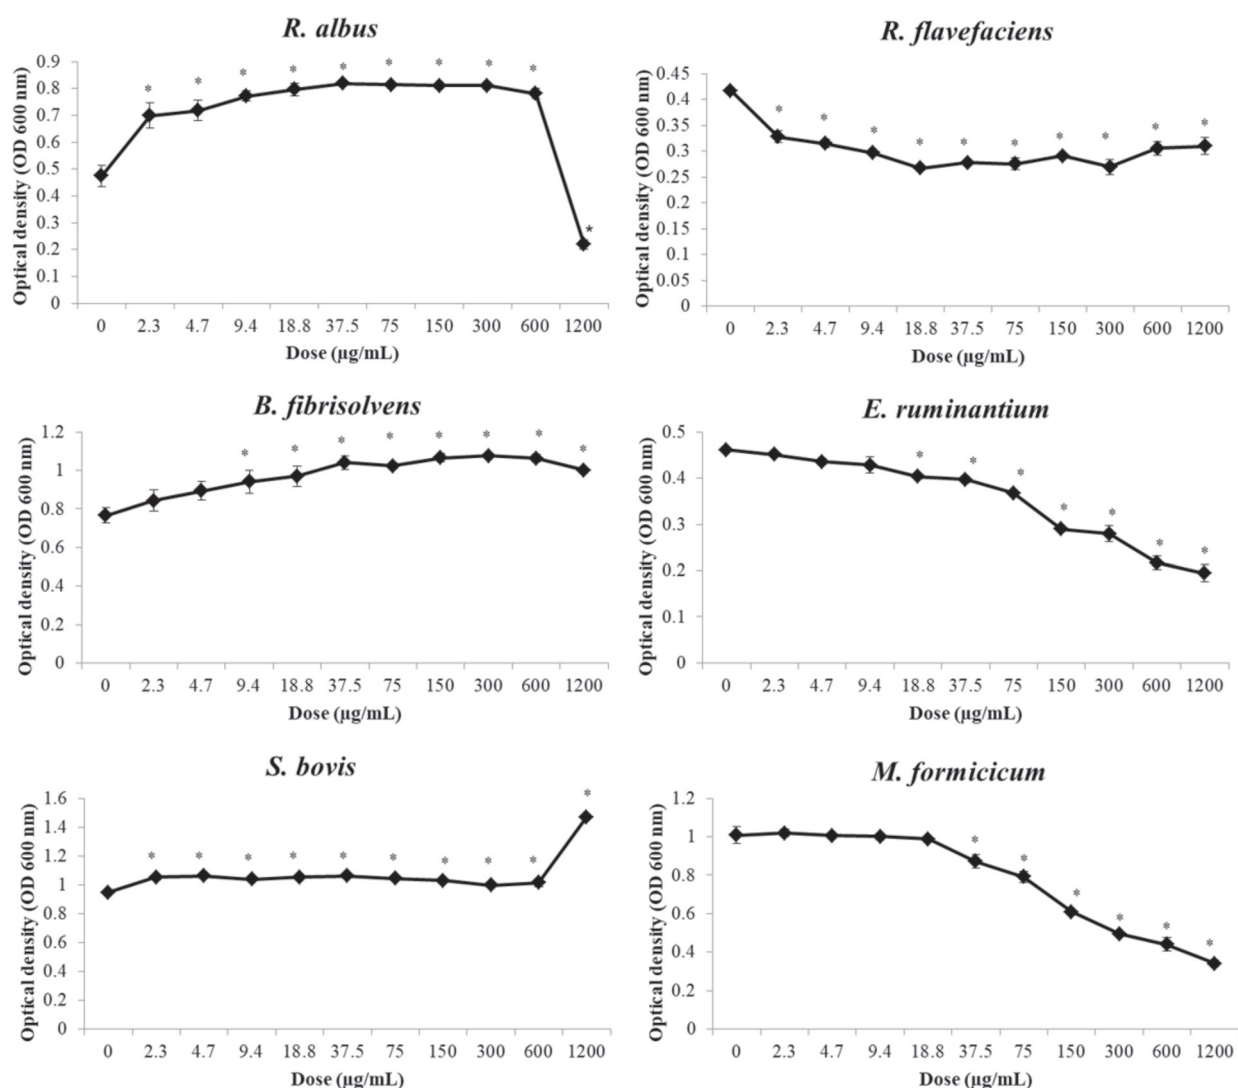 R. albus
Optical density (OD 600 nm)
0.9
0.8
0.7
0.6
0.5
0.4
0.3
0.2
0.1
0
* * * * * * * * * *
0 2.3 4.7 9.4 18.8 37.5 75 150 300 600 1200
Dose (µg/mL)
R. flavefaciens
Optical density (OD 600 nm)
0.45
0.4
0.35
0.3
0.25
0.2
0.15
0.1
0.05
0
* * * * * * * * * *
0 2.3 4.7 9.4 18.8 37.5 75 150 300 600 1200
Dose (µg/mL)
B. fibrisolvens
Optical density (OD 600 nm)
1.2
1
0.8
0.6
0.4
0.2
0
* * * * * * * *
0 2.3 4.7 9.4 18.8 37.5 75 150 300 600 1200
Dose (µg/mL)
E. ruminantium
Optical density (OD 600 nm)
0.5
0.4
0.3
0.2
0.1
0
* * * * * * *
0 2.3 4.7 9.4 18.8 37.5 75 150 300 600 1200
Dose (µg/mL)
S. bovis
Optical density (OD 600 nm)
1.6
1.4
1.2
1
0.8
0.6
0.4
0.2
0
* * * * * * * * * *
0 2.3 4.7 9.4 18.8 37.5 75 150 300 600 1200
Dose (µg/mL)
M. formicicum
Optical density (OD 600 nm)
1.2
1
0.8
0.6
0.4
0.2
0
* * * * * *
0 2.3 4.7 9.4 18.8 37.5 75 150 300 600 1200
Dose (µg/mL)